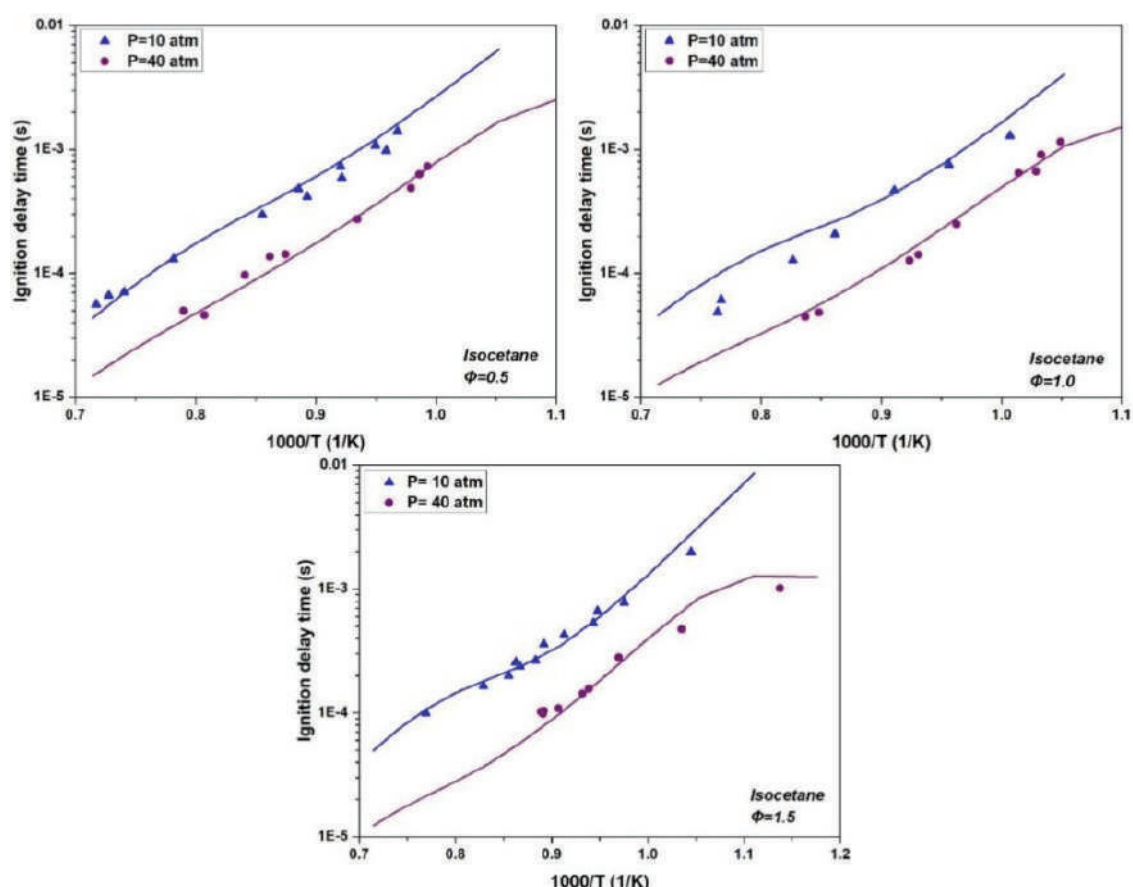 0.01
P=10 atm
P=40 atm
Ignition delay time (s)
1E-3
1E-4
1E-5
Isocetane
Φ=0.5
0.7 0.8 0.9 1.0 1.1
1000/T (1/K)
0.01
P=10 atm
P=40 atm
Ignition delay time (s)
1E-3
1E-4
1E-5
Isocetane
Φ=1.0
0.7 0.8 0.9 1.0 1.1
1000/T (1/K)
0.01
P= 10 atm
P= 40 atm
Ignition delay time (s)
1E-3
1E-4
1E-5
Isocetane
Φ=1.5
0.7 0.8 0.9 1.0 1.1 1.2
1000/T (1/K)